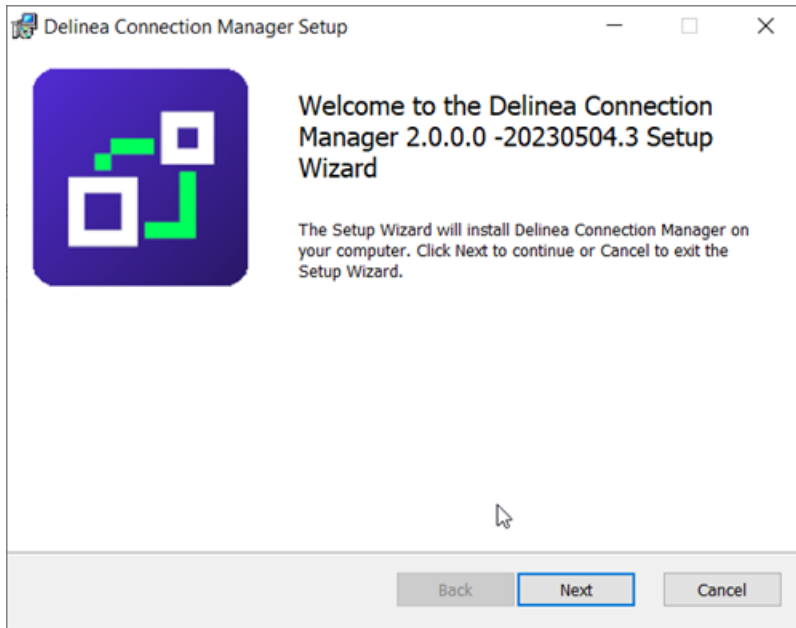 Delinea Connection Manager Setup
Welcome to the Delinea Connection
Manager 2.0.0.0 -20230504.3 Setup
Wizard
The Setup Wizard will install Delinea Connection Manager on
your computer. Click Next to continue or Cancel to exit the
Setup Wizard.
Back Next Cancel